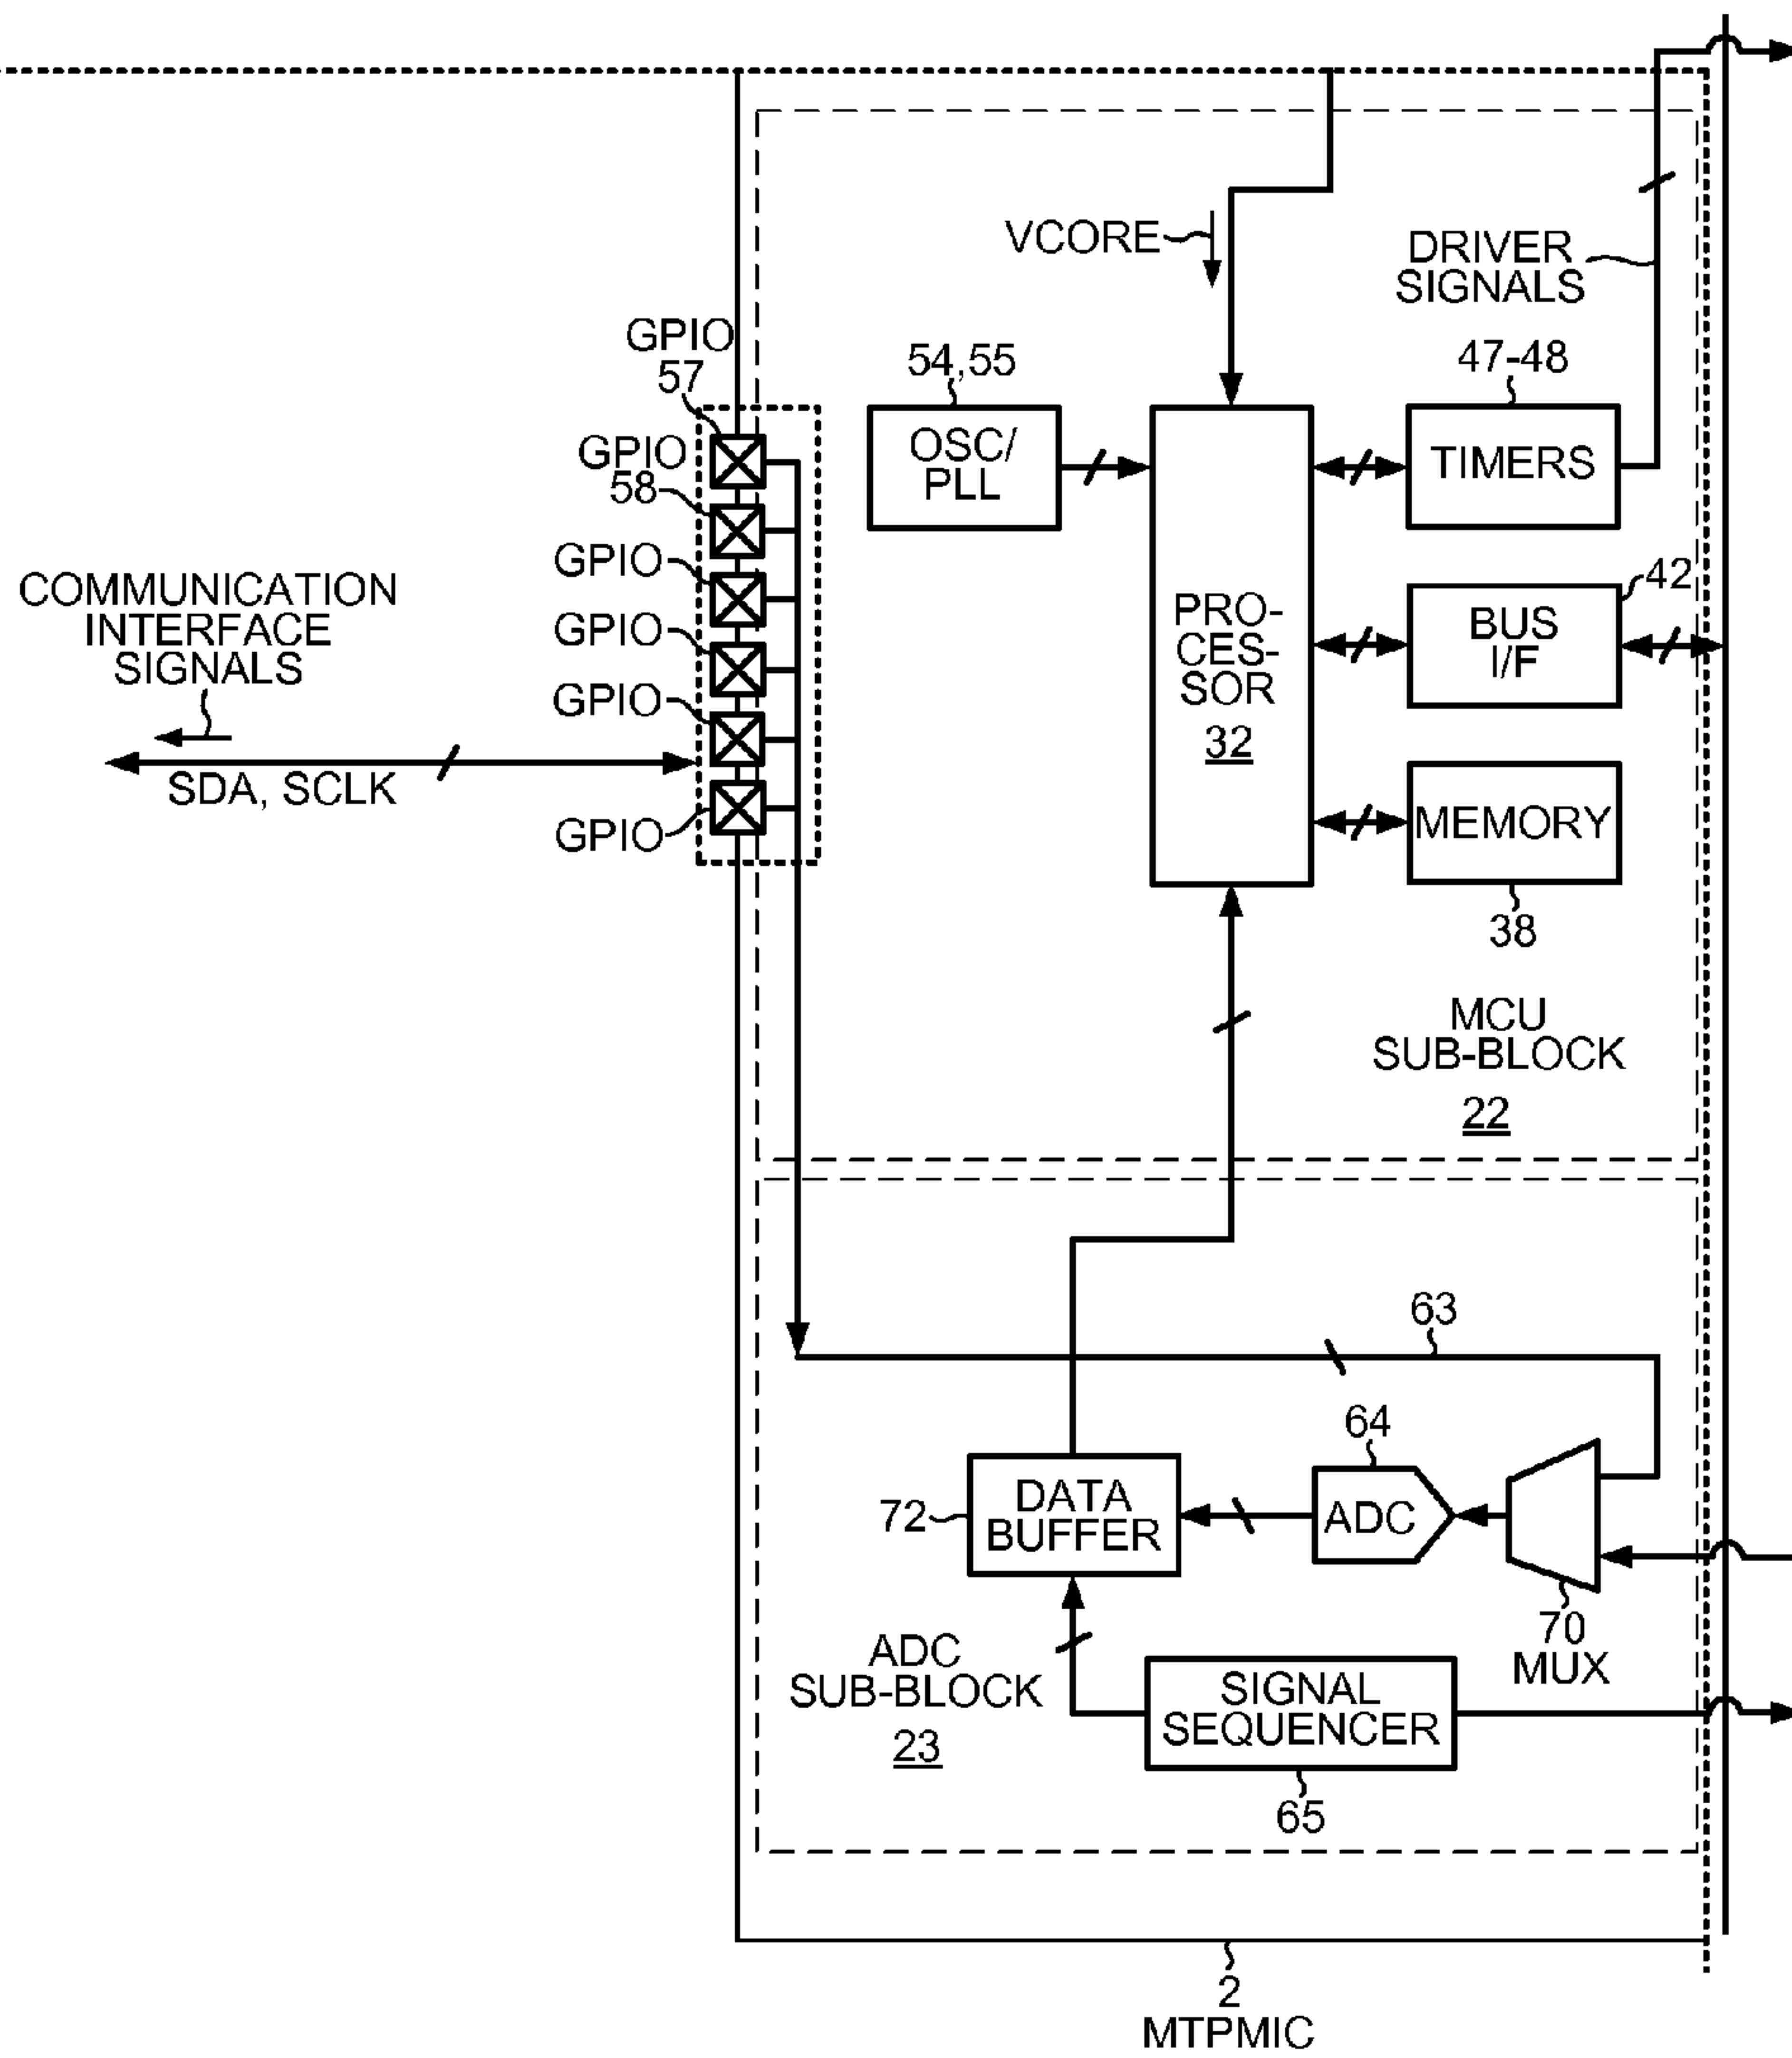 VCORE
DRIVER
SIGNALS
GPIO
57
54,55
47-48
GPIO
58
OSC/
PLL
TIMERS
GPIO
COMMUNICATION
INTERFACE
SIGNALS
GPIO
GPIO
SDA, SCLK
GPIO
PRO-
CES-
SOR
32
42
BUS
I/F
MEMORY
38
MCU
SUB-BLOCK
22
63
64
72
DATA
BUFFER
ADC
70
MUX
ADC
SUB-BLOCK
23
SIGNAL
SEQUENCER
65
2
MTPMIC